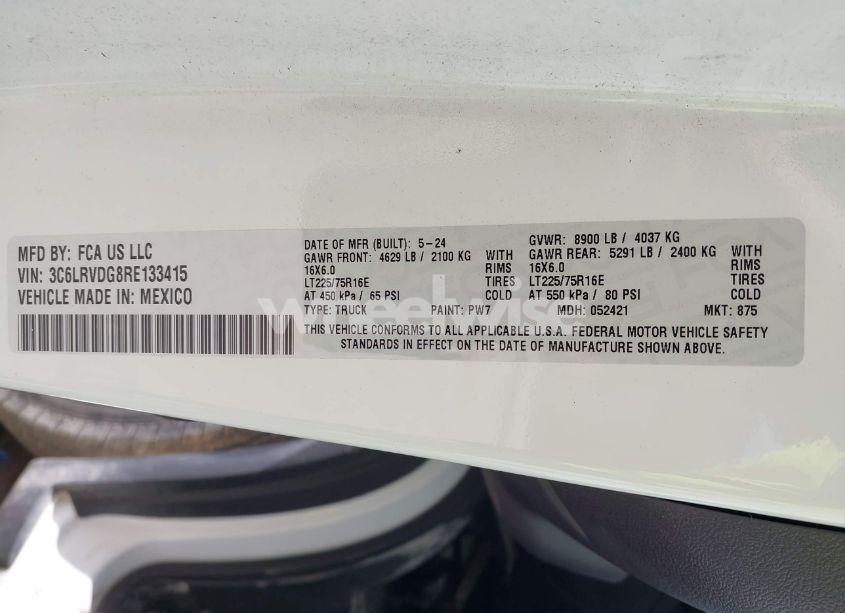 MFD BY: FCA US LLC
VIN: 3C6LRVDG8RE133415
VEHICLE MADE IN: MEXICO
DATE OF MFR (BUILT): 5-24
GVWR: 8900 LB / 4037 KG
GAWR FRONT: 4629 LB / 2100 KG WITH
GAWR REAR: 5291 LB / 2400 KG WITH
16X6.0 RIMS
16X6.0 RIMS
LT225/75R16E TIRES
LT225/75R16E TIRES
AT 450 kPa / 65 PSI COLD
AT 550 kPa / 80 PSI COLD
TYPE: TRUCK PAINT: PW7 MDH: 052421 MKT: 875
THIS VEHICLE CONFORMS TO ALL APPLICABLE U.S.A. FEDERAL MOTOR VEHICLE SAFETY
STANDARDS IN EFFECT ON THE DATE OF MANUFACTURE SHOWN ABOVE.